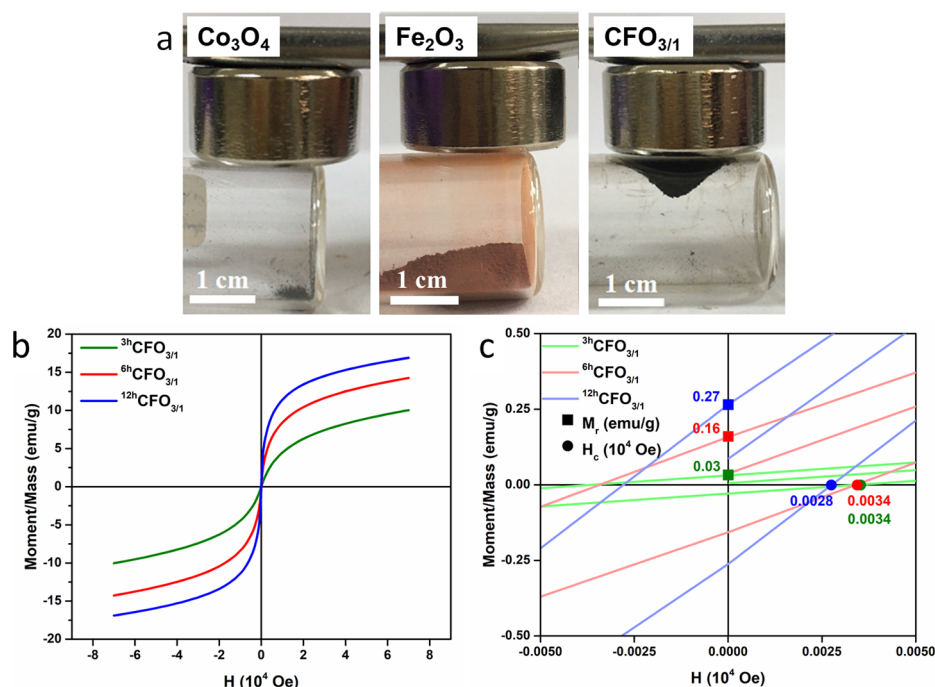 a
Co₃O₄
Fe₂O₃
CFO₃/₁
1 cm
1 cm
1 cm
b
20
15
10
5
0
-5
-10
-15
-20
-8
-6
-4
-2
0
2
4
6
8
Moment/Mass (emu/g)
H (10⁴ Oe)
³ʰCFO₃/₁
⁶ʰCFO₃/₁
¹²ʰCFO₃/₁
c
0.50
0.25
0.00
-0.25
-0.50
-0.0050
-0.0025
0.0000
0.0025
0.0050
Moment/Mass (emu/g)
H (10⁴ Oe)
³ʰCFO₃/₁
⁶ʰCFO₃/₁
¹²ʰCFO₃/₁
Mᵣ (emu/g)
H_c (10⁴ Oe)
0.27
0.16
0.03
0.0028
0.0034
0.0034